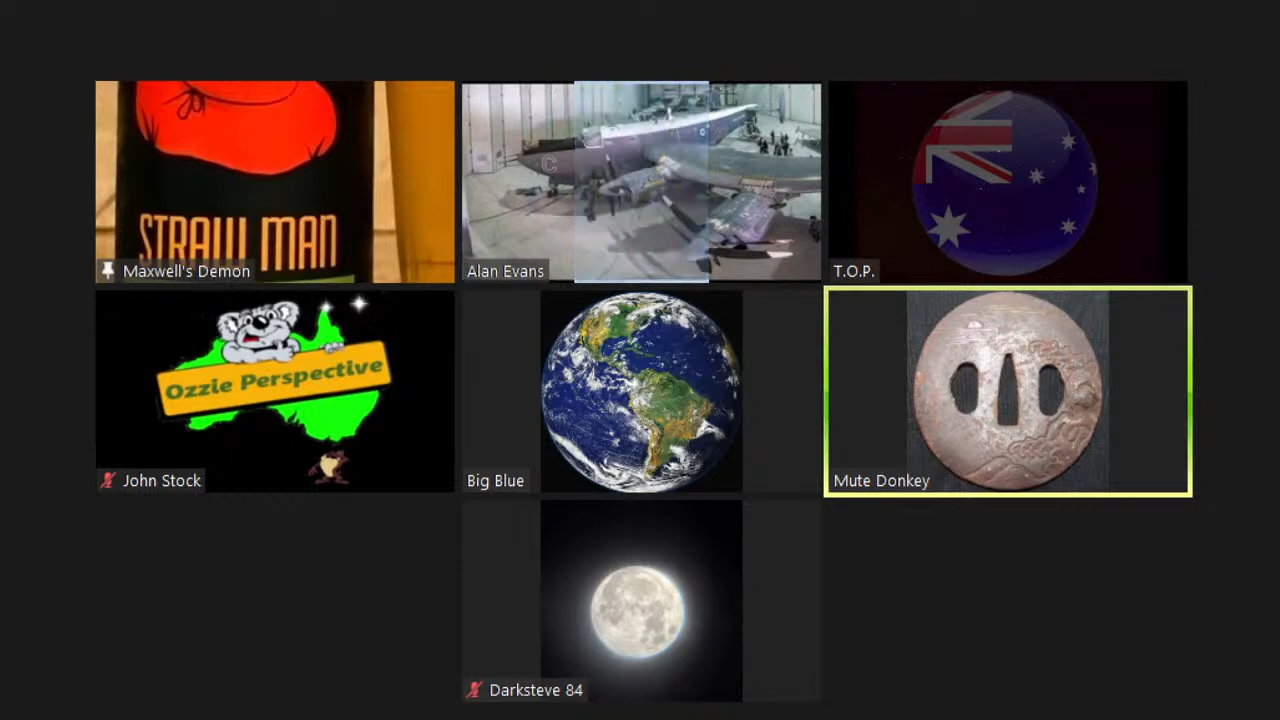 STRAW MAN
Maxwell's Demon
C
Alan Evans
T.O.P.
Ozzie Perspective
John Stock
Big Blue
Mute Donkey
Darksteve 84